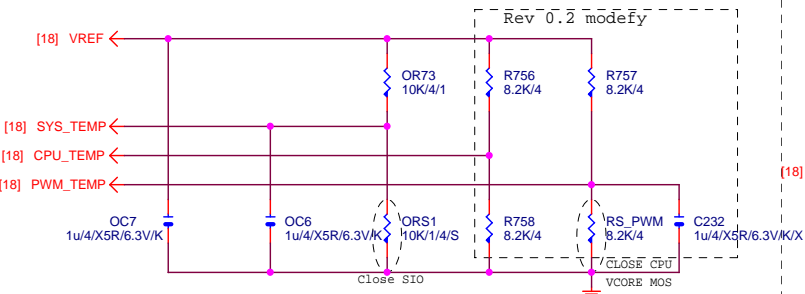 Rev 0.2 modefy
[18] VREF
OR73
10K/4/1
R756
8.2K/4
R757
8.2K/4
[18] SYS_TEMP
[18] CPU_TEMP
[18] PWM_TEMP
[18]
OC7
1u/4/X5R/6.3V/K
OC6
1u/4/X5R/6.3V/K
ORS1
10K/1/4/S
R758
8.2K/4
RS_PWM
8.2K/4
C232
1u/4/X5R/6.3V/K/X
Close SIO
CLOSE CPU
VCORE MOS